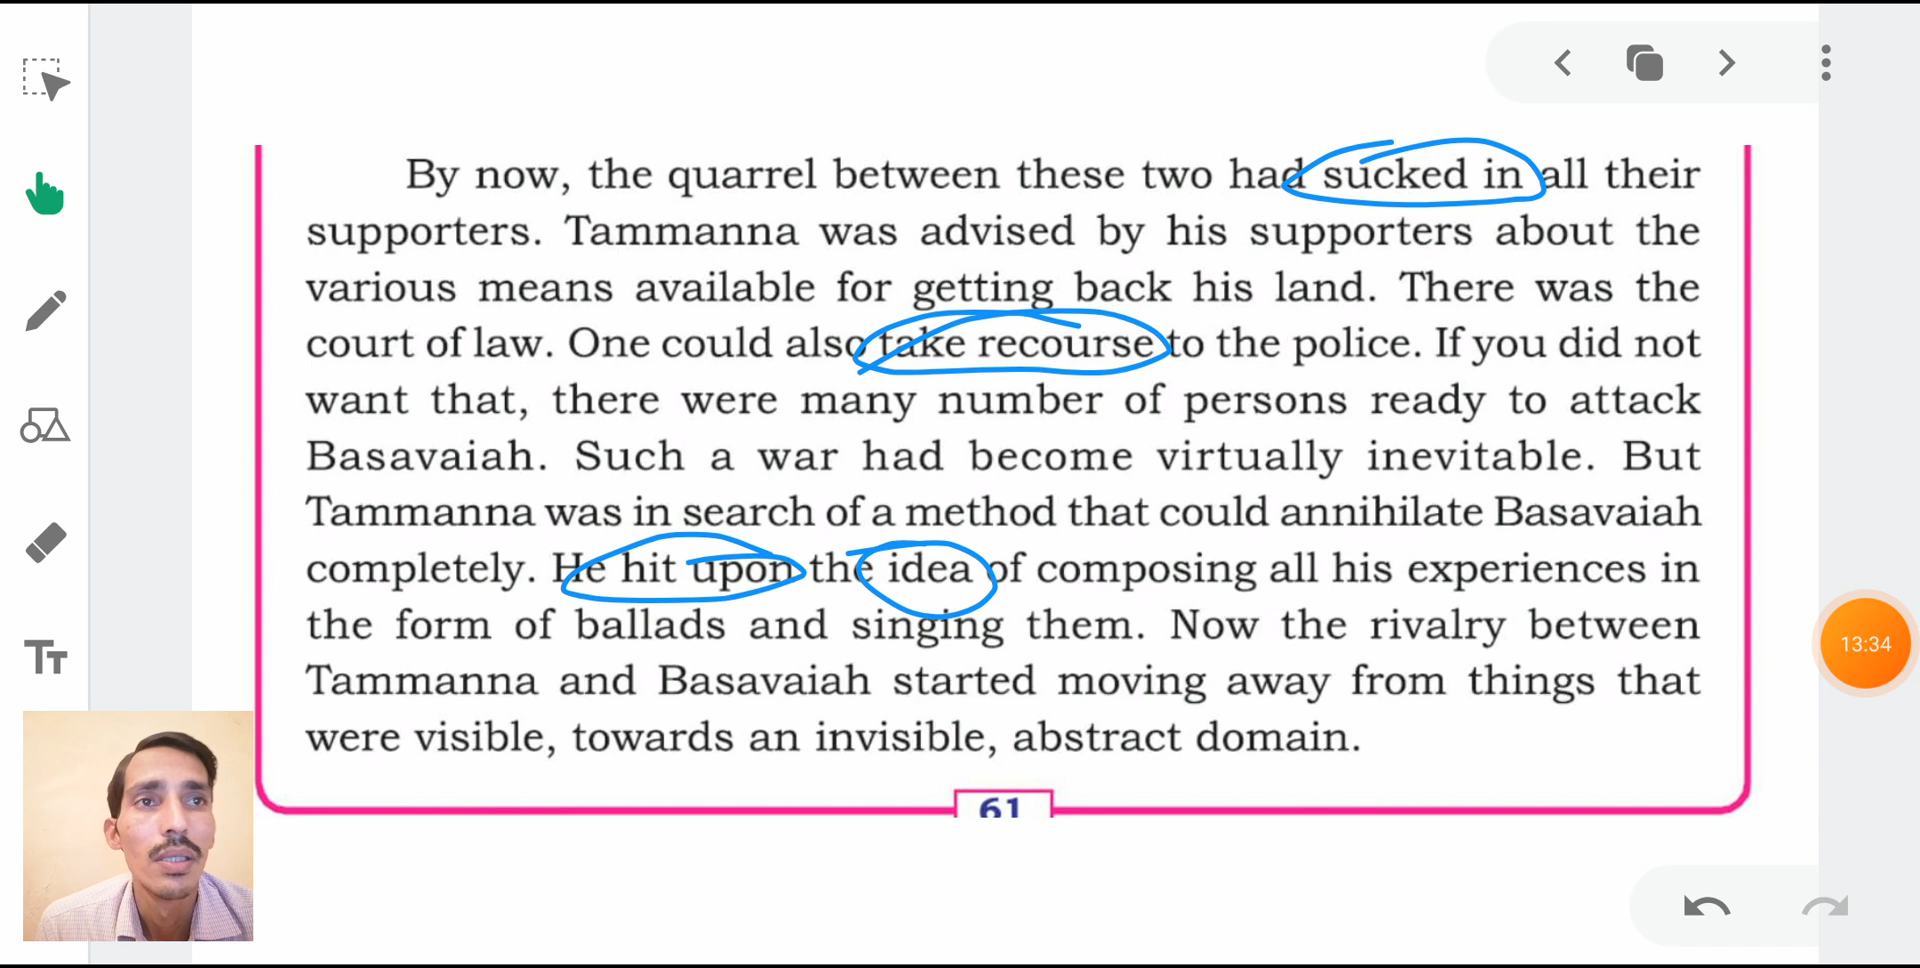 By now, the quarrel between these two had sucked in all their
supporters. Tammanna was advised by his supporters about the
various means available for getting back his land. There was the
court of law. One could also take recourse to the police. If you did not
want that, there were many number of persons ready to attack
Basavaiah. Such a war had become virtually inevitable. But
Tammanna was in search of a method that could annihilate Basavaiah
completely. He hit upon the idea of composing all his experiences in
the form of ballads and singing them. Now the rivalry between
Tammanna and Basavaiah started moving away from things that
were visible, towards an invisible, abstract domain.
61
TT
13:34